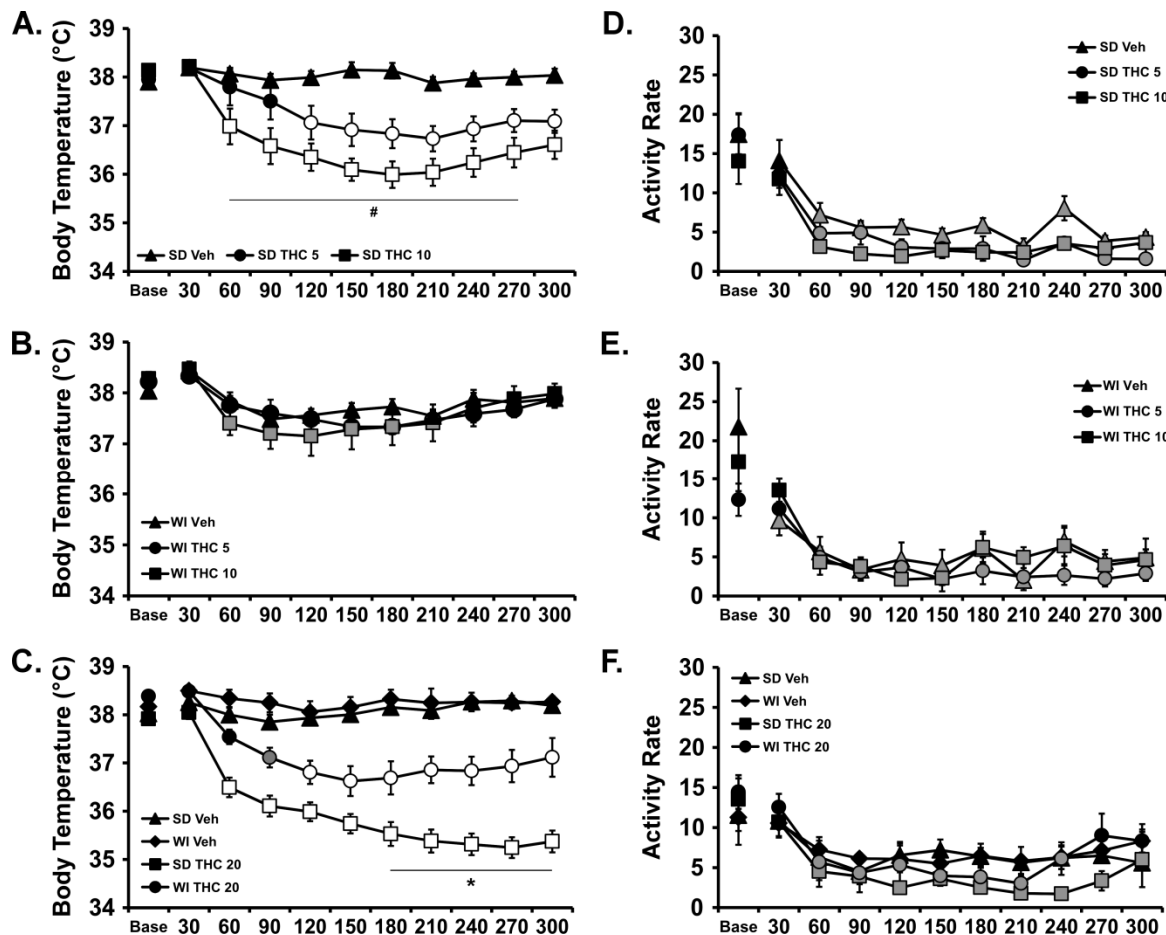 A.
Body Temperature (°C)
39
38
37
36
35
34
#
SD Veh SD THC 5 SD THC 10
Base 30 60 90 120 150 180 210 240 270 300
B.
Body Temperature (°C)
39
38
37
36
35
34
WI Veh
WI THC 5
WI THC 10
Base 30 60 90 120 150 180 210 240 270 300
C.
Body Temperature (°C)
39
38
37
36
35
34
SD Veh
WI Veh
SD THC 20
WI THC 20
*
Base 30 60 90 120 150 180 210 240 270 300
D.
Activity Rate
30
25
20
15
10
5
0
SD Veh
SD THC 5
SD THC 10
Base 30 60 90 120 150 180 210 240 270 300
E.
Activity Rate
30
25
20
15
10
5
0
WI Veh
WI THC 5
WI THC 10
Base 30 60 90 120 150 180 210 240 270 300
F.
Activity Rate
30
25
20
15
10
5
0
SD Veh
WI Veh
SD THC 20
WI THC 20
Base 30 60 90 120 150 180 210 240 270 300